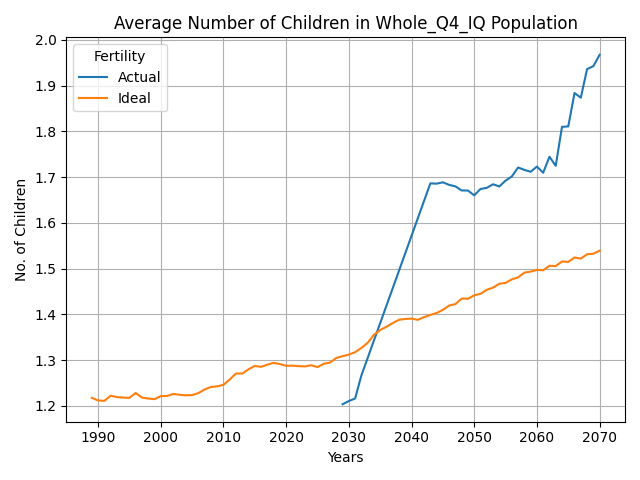 Average Number of Children in Whole_Q4_IQ Population
Fertility
Actual
Ideal
No. of Children
2.0
1.9
1.8
1.7
1.6
1.5
1.4
1.3
1.2
1990 2000 2010 2020 2030 2040 2050 2060 2070
Years